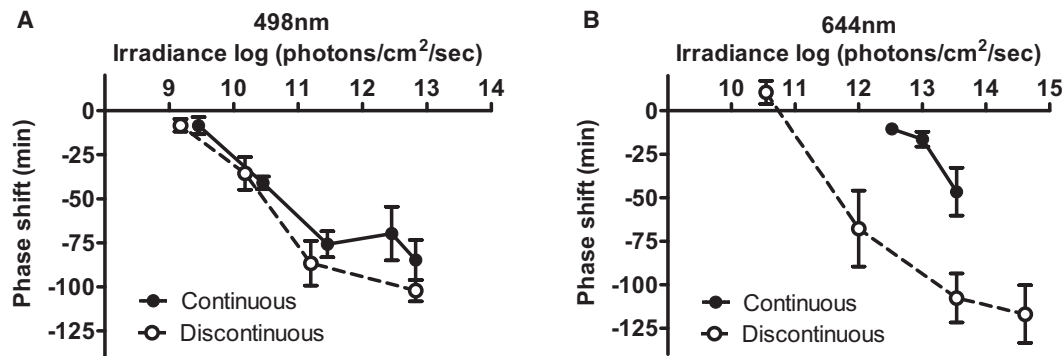 A
498nm
Irradiance log (photons/cm²/sec)
9 10 11 12 13 14
0
-25
-50
-75
-100
-125
Phase shift (min)
Continuous
Discontinuous
B
644nm
Irradiance log (photons/cm²/sec)
10 11 12 13 14 15
0
-25
-50
-75
-100
-125
Phase shift (min)
Continuous
Discontinuous